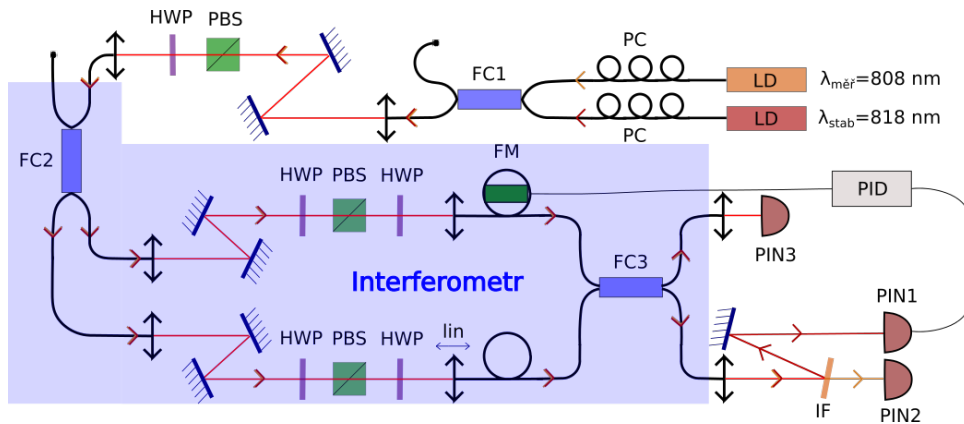 HWP PBS
PC
FC1
LD λměř=808 nm
LD λstab=818 nm
PC
FC2
HWP PBS HWP
FM
PID
PIN3
FC3
Interferometr
PIN1
HWP PBS HWP
lin
IF
PIN2